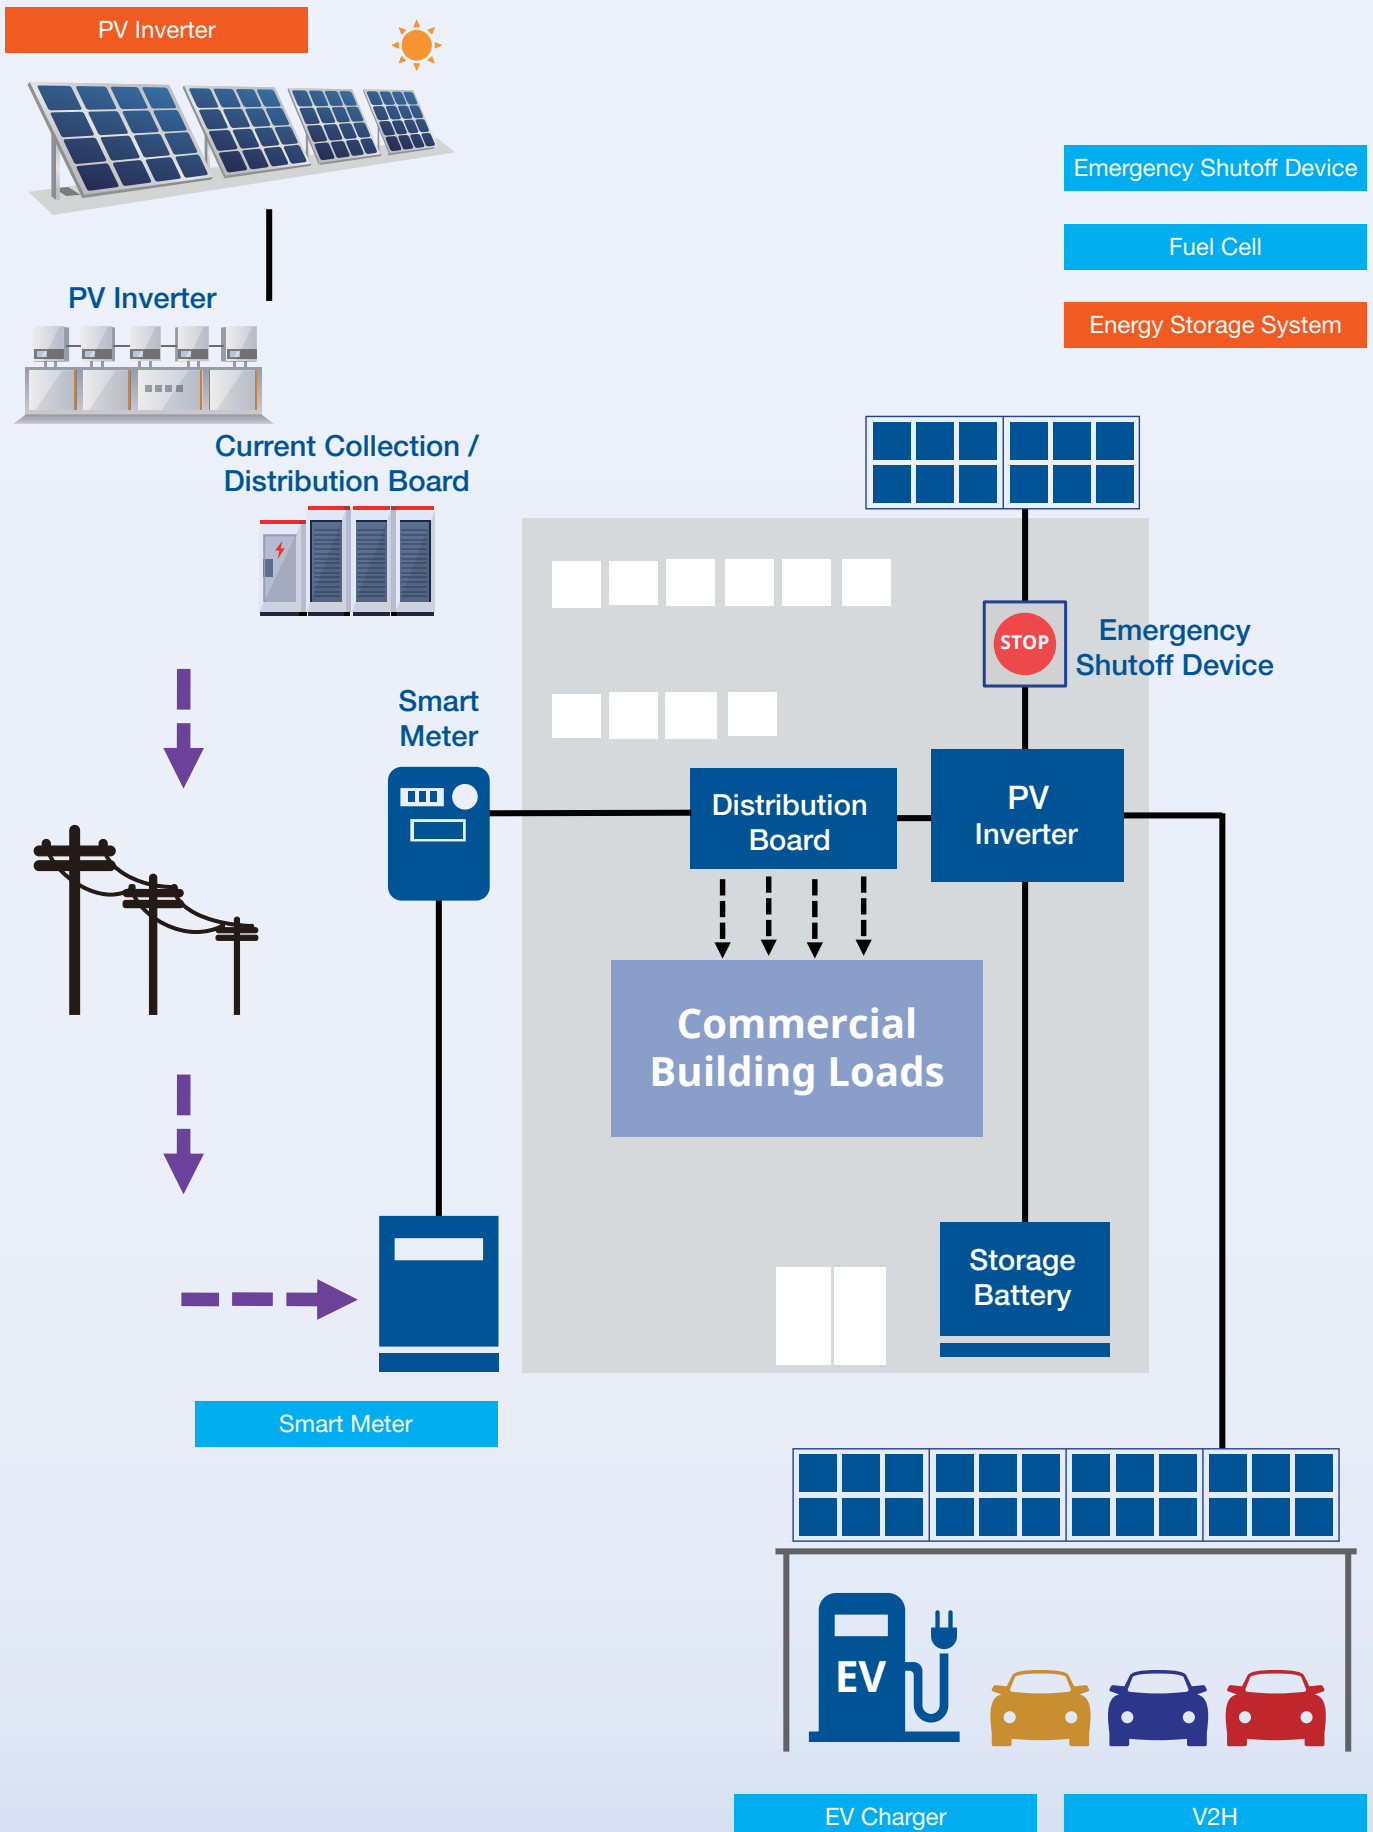 PV Inverter
Emergency Shutoff Device
Fuel Cell
Energy Storage System
PV Inverter
Current Collection /
Distribution Board
STOP
Emergency
Shutoff Device
Smart
Meter
Distribution
Board
PV
Inverter
Commercial
Building Loads
Storage
Battery
Smart Meter
EV
EV Charger
V2H